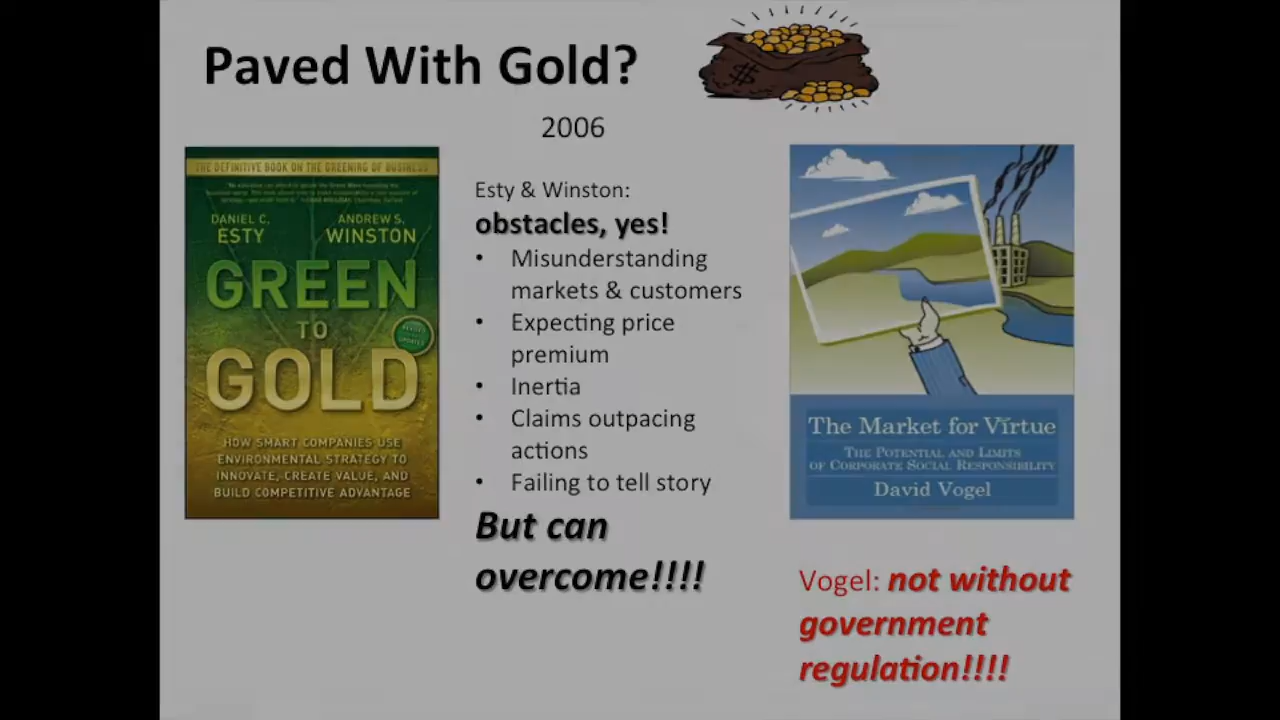 Paved With Gold?
2006
THE DEFINITIVE BOOK ON THE GREENING OF BUSINESS
DANIEL C.
ESTY
ANDREW S.
WINSTON
GREEN
TO
GOLD
HOW SMART COMPANIES USE
ENVIRONMENTAL STRATEGY TO
INNOVATE, CREATE VALUE, AND
BUILD COMPETITIVE ADVANTAGE
Esty & Winston:
obstacles, yes!
• Misunderstanding
markets & customers
• Expecting price
premium
• Inertia
• Claims outpacing
actions
• Failing to tell story
But can
overcome!!!!
The Market for Virtue
THE POTENTIAL AND LIMITS
OF CORPORATE SOCIAL RESPONSIBILITY
David Vogel
Vogel: not without
government
regulation!!!!